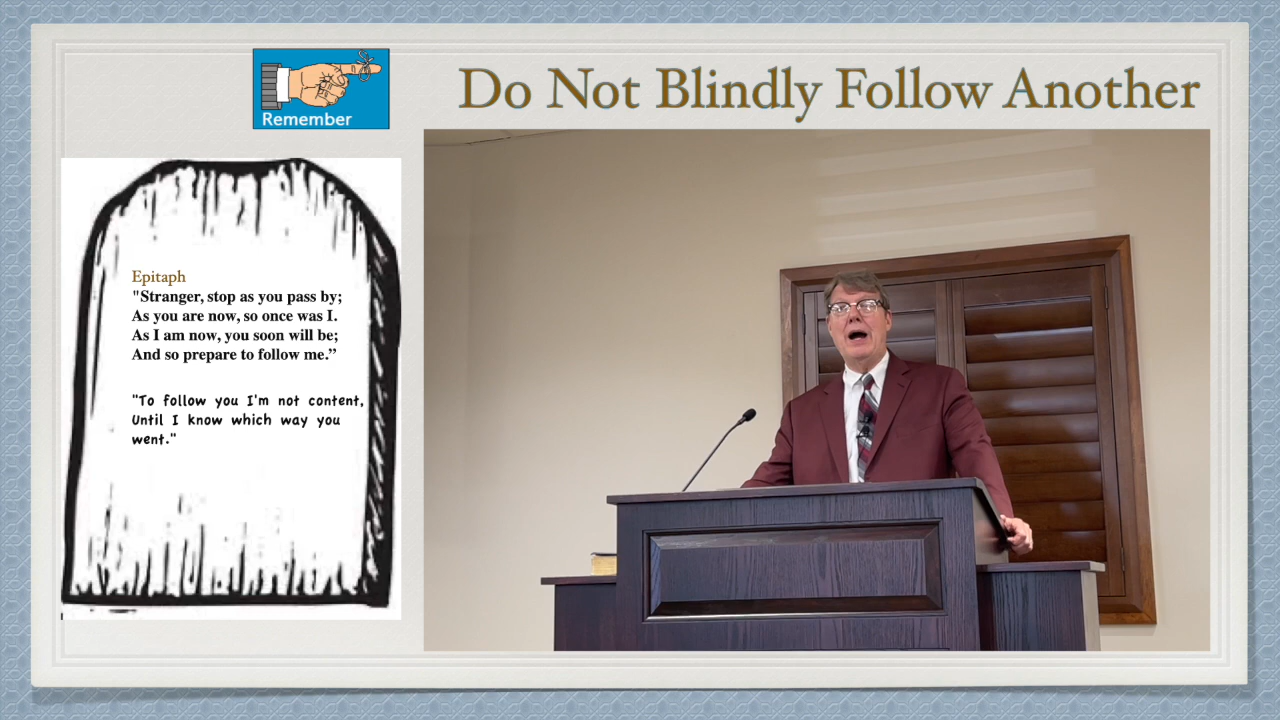 Remember
Do Not Blindly Follow Another
Epitaph
"Stranger, stop as you pass by;
As you are now, so once was I.
As I am now, you soon will be;
And so prepare to follow me.”
"To follow you I'm not content,
Until I know which way you
went."